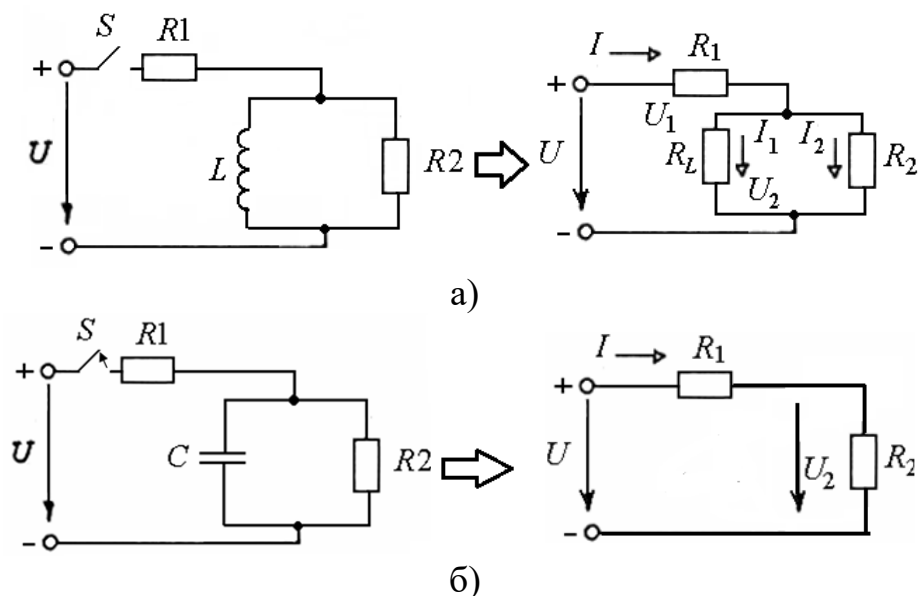 S R1
+
U L R2
-
I R₁
+
U₁ I₁ I₂
U R_L R₂
U₂
-
а)
S R1
+
U C R2
-
I R₁
+
U U₂ R₂
-
б)